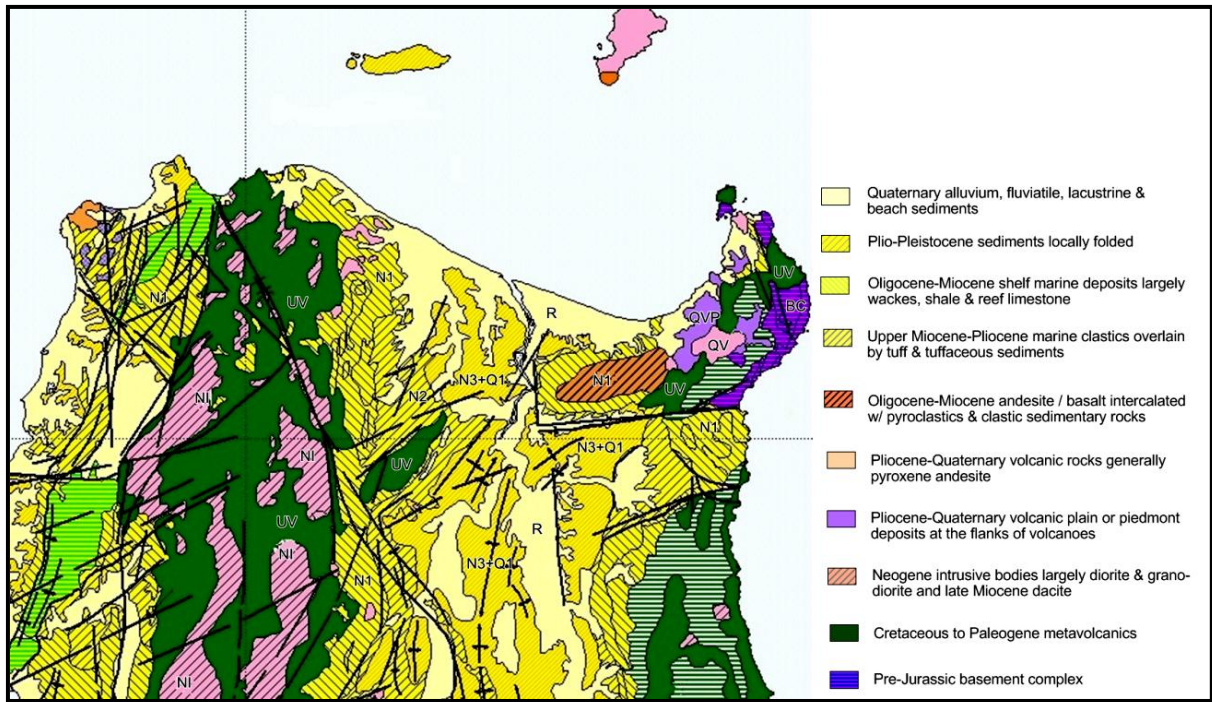 N1
UV
N1
NI
N2
N3+Q1
R
N1
UV
QVP
QV
UV
BC
N1
N3+Q1
UV
NI
UV
NI
N1
R
N3+Q1
NI
Quaternary alluvium, fluviatile, lacustrine &
beach sediments
Plio-Pleistocene sediments locally folded
Oligocene-Miocene shelf marine deposits largely
wackes, shale & reef limestone
Upper Miocene-Pliocene marine clastics overlain
by tuff & tuffaceous sediments
Oligocene-Miocene andesite / basalt intercalated
w/ pyroclastics & clastic sedimentary rocks
Pliocene-Quaternary volcanic rocks generally
pyroxene andesite
Pliocene-Quaternary volcanic plain or piedmont
deposits at the flanks of volcanoes
Neogene intrusive bodies largely diorite & grano-
diorite and late Miocene dacite
Cretaceous to Paleogene metavolcanics
Pre-Jurassic basement complex